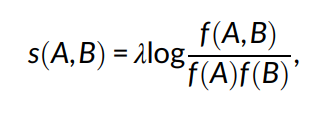 s(A,B) = λlog f(A,B) / f(A)f(B) ,